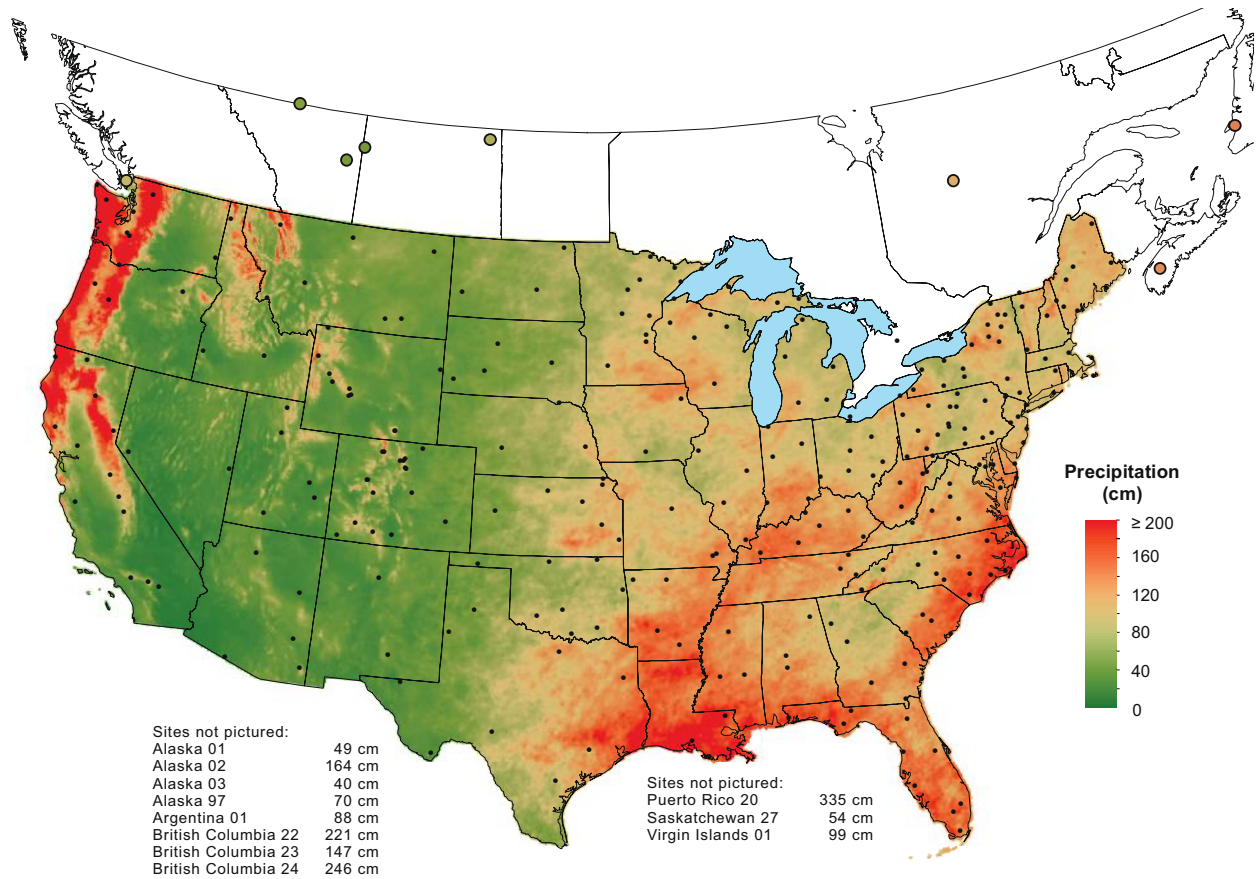 Precipitation
(cm)
≥ 200
160
120
80
40
0
Sites not pictured:
Alaska 01 49 cm
Alaska 02 164 cm
Alaska 03 40 cm
Alaska 97 70 cm
Argentina 01 88 cm
British Columbia 22 221 cm
British Columbia 23 147 cm
British Columbia 24 246 cm
Sites not pictured:
Puerto Rico 20 335 cm
Saskatchewan 27 54 cm
Virgin Islands 01 99 cm